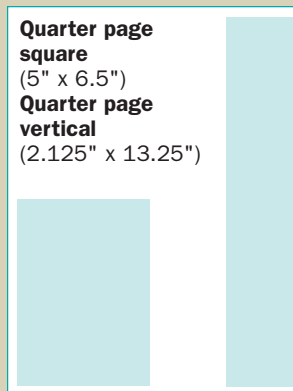 Quarter page
square
(5" x 6.5")
Quarter page
vertical
(2.125" x 13.25")